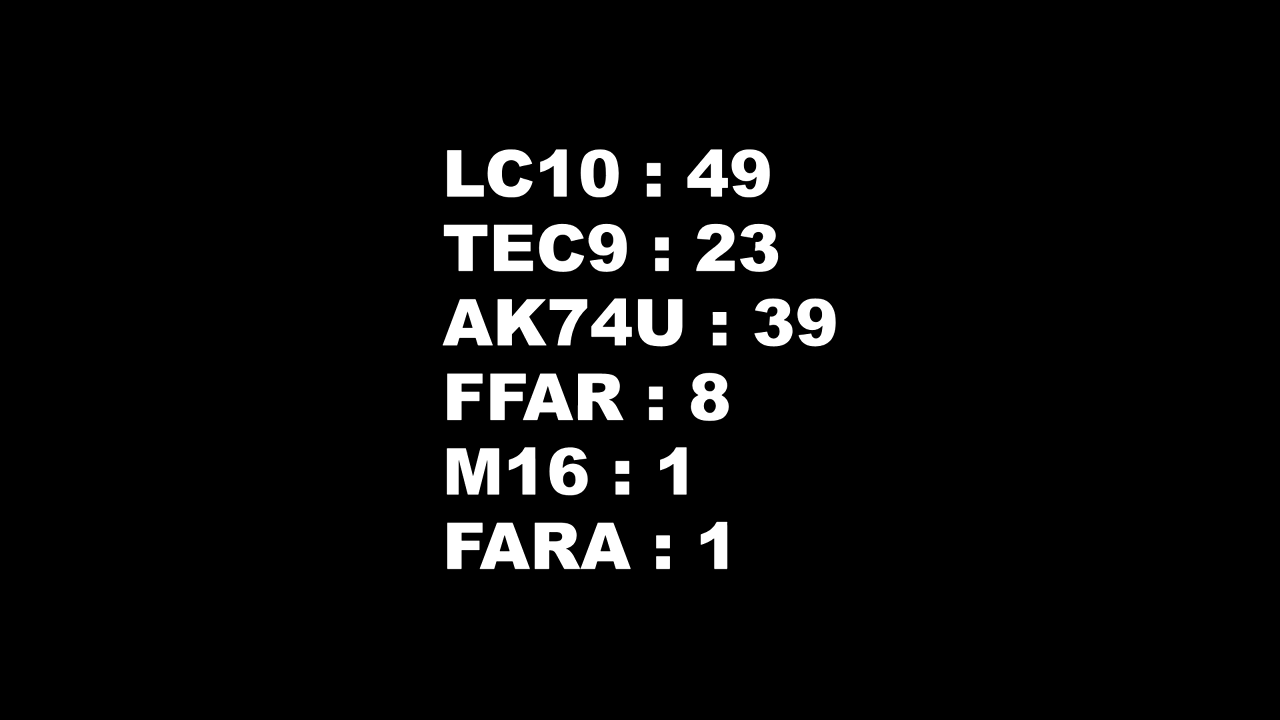 LC10 : 49
TEC9 : 23
AK74U : 39
FFAR : 8
M16 : 1
FARA : 1